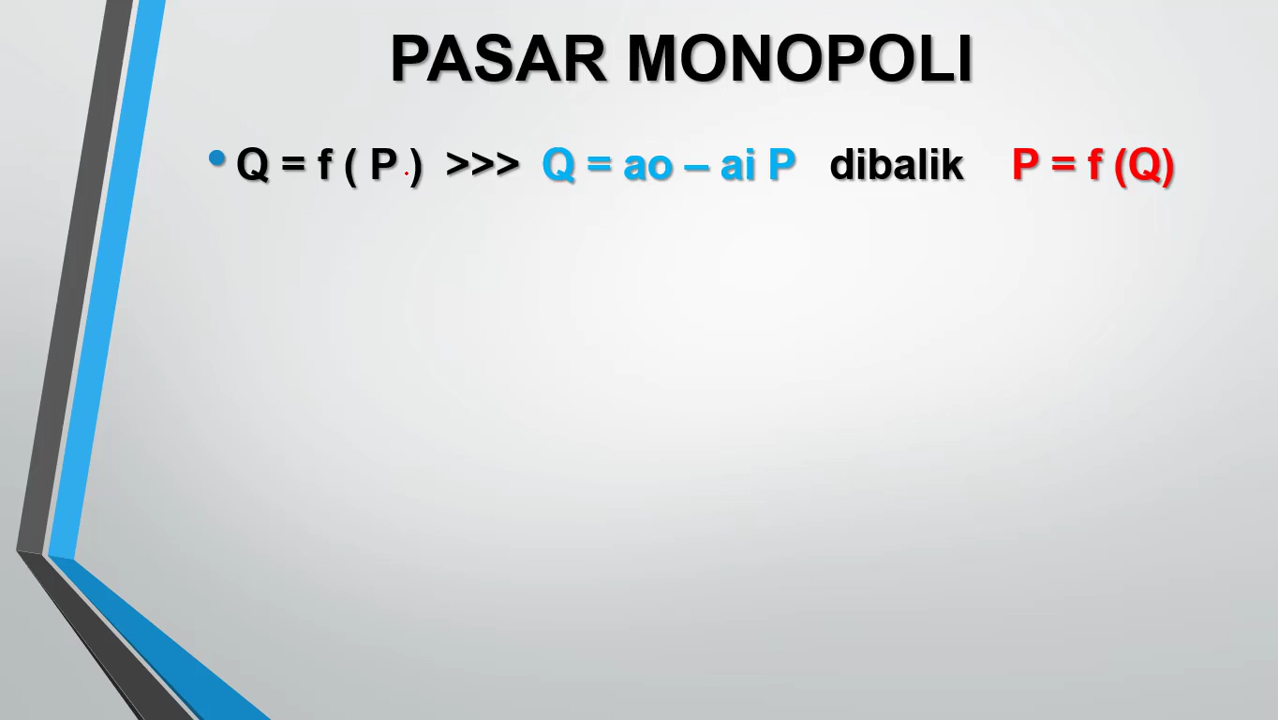 PASAR MONOPOLI
• Q = f ( P ) >>> Q = ao – ai P dibalik P = f (Q)